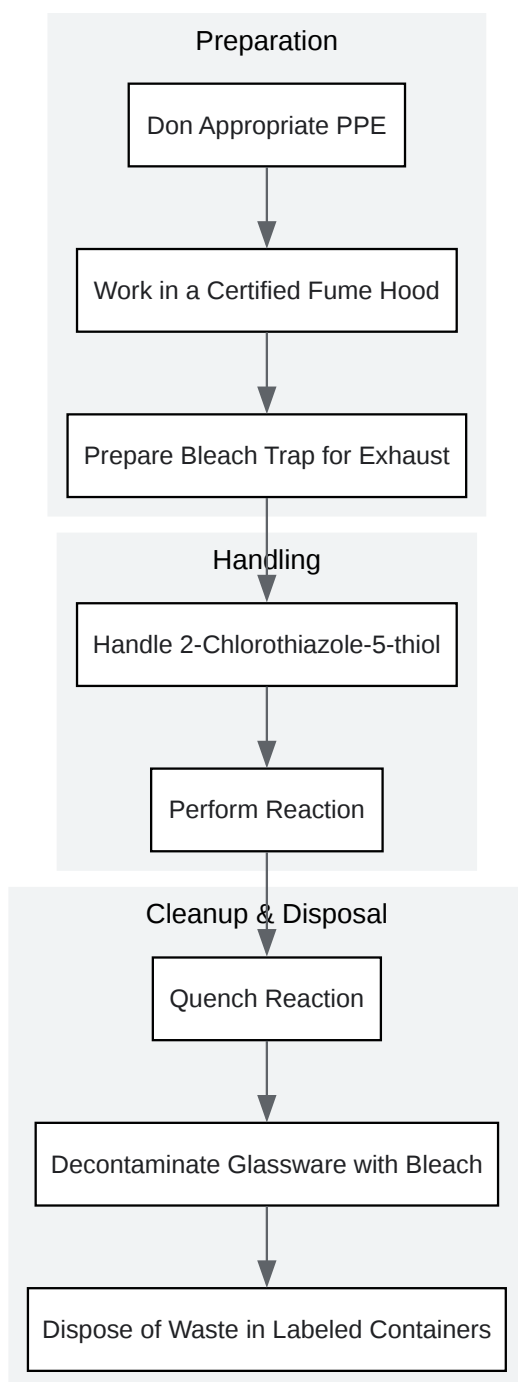 Preparation
Don Appropriate PPE
Work in a Certified Fume Hood
Prepare Bleach Trap for Exhaust
Handling
Handle 2-Chlorothiazole-5-thiol
Perform Reaction
Cleanup & Disposal
Quench Reaction
Decontaminate Glassware with Bleach
Dispose of Waste in Labeled Containers